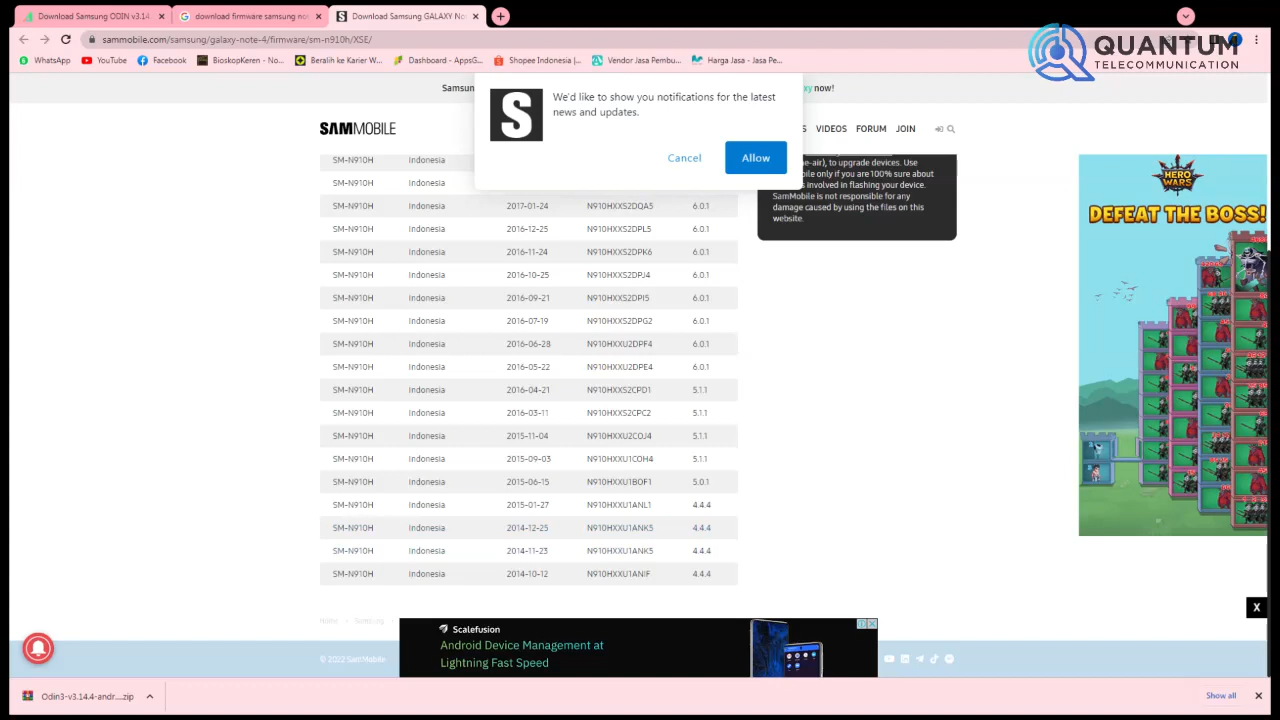 Download Samsung ODIN v3.14.
download firmware samsung no
Download Samsung GALAXY No
sammobile.com/samsung/galaxy-note-4/firmware/sm-n910h/XSE/
QUANTUM
TELECOMMUNICATION
WhatsApp
YouTube
Facebook
BioskopKeren - No...
Beralih ke Karier W...
Dashboard - AppsG...
Shopee Indonesia |...
Vendor Jasa Pembu...
Harga Jasa - Jasa Pe...
Samsun
xy now!
We'd like to show you notifications for the latest
news and updates.
Cancel
Allow
SAMMOBILE
S VIDEOS FORUM JOIN
e-air), to upgrade devices. Use
bile only if you are 100% sure about
s involved in flashing your device.
SamMobile is not responsible for any
damage caused by using the files on this
website.
SM-N910H Indonesia
SM-N910H Indonesia
SM-N910H Indonesia 2017-01-24 N910HXXS2DQA5 6.0.1
SM-N910H Indonesia 2016-12-25 N910HXXS2DPL5 6.0.1
SM-N910H Indonesia 2016-11-24 N910HXXS2DPK6 6.0.1
SM-N910H Indonesia 2016-10-25 N910HXXS2DPJ4 6.0.1
SM-N910H Indonesia 2016-09-21 N910HXXS2DPI5 6.0.1
SM-N910H Indonesia 2016-07-19 N910HXXS2DPG2 6.0.1
SM-N910H Indonesia 2016-06-28 N910HXXU2DPF4 6.0.1
SM-N910H Indonesia 2016-05-22 N910HXXU2DPE4 6.0.1
SM-N910H Indonesia 2016-04-21 N910HXXS2CPD1 5.1.1
SM-N910H Indonesia 2016-03-11 N910HXXS2CPC2 5.1.1
SM-N910H Indonesia 2015-11-04 N910HXXU2COJ4 5.1.1
SM-N910H Indonesia 2015-09-03 N910HXXU1COH4 5.1.1
SM-N910H Indonesia 2015-06-15 N910HXXU1BOF1 5.0.1
SM-N910H Indonesia 2015-01-27 N910HXXU1ANL1 4.4.4
SM-N910H Indonesia 2014-12-25 N910HXXU1ANK5 4.4.4
SM-N910H Indonesia 2014-11-23 N910HXXU1ANK5 4.4.4
SM-N910H Indonesia 2014-10-12 N910HXXU1ANIF 4.4.4
HERO
WARS
DEFEAT THE BOSS!
X
Home
Samsung
Scalefusion
Android Device Management at
Lightning Fast Speed
© 2022 SamMobile
Odin3-v3.14.4-andr....zip
Show all